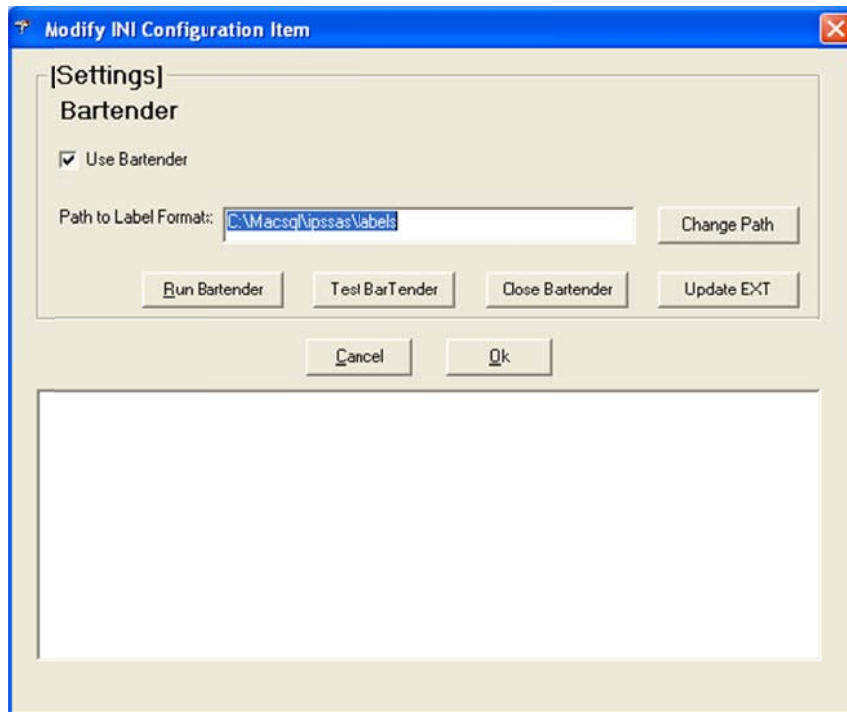 Modify INI Configuration Item
[Settings]
Bartender
Use Bartender
Path to Label Formats:
C:\Macsql\ipssas\labels
Change Path
Run Bartender
Test BarTender
Close Bartender
Update EXT
Cancel
Ok